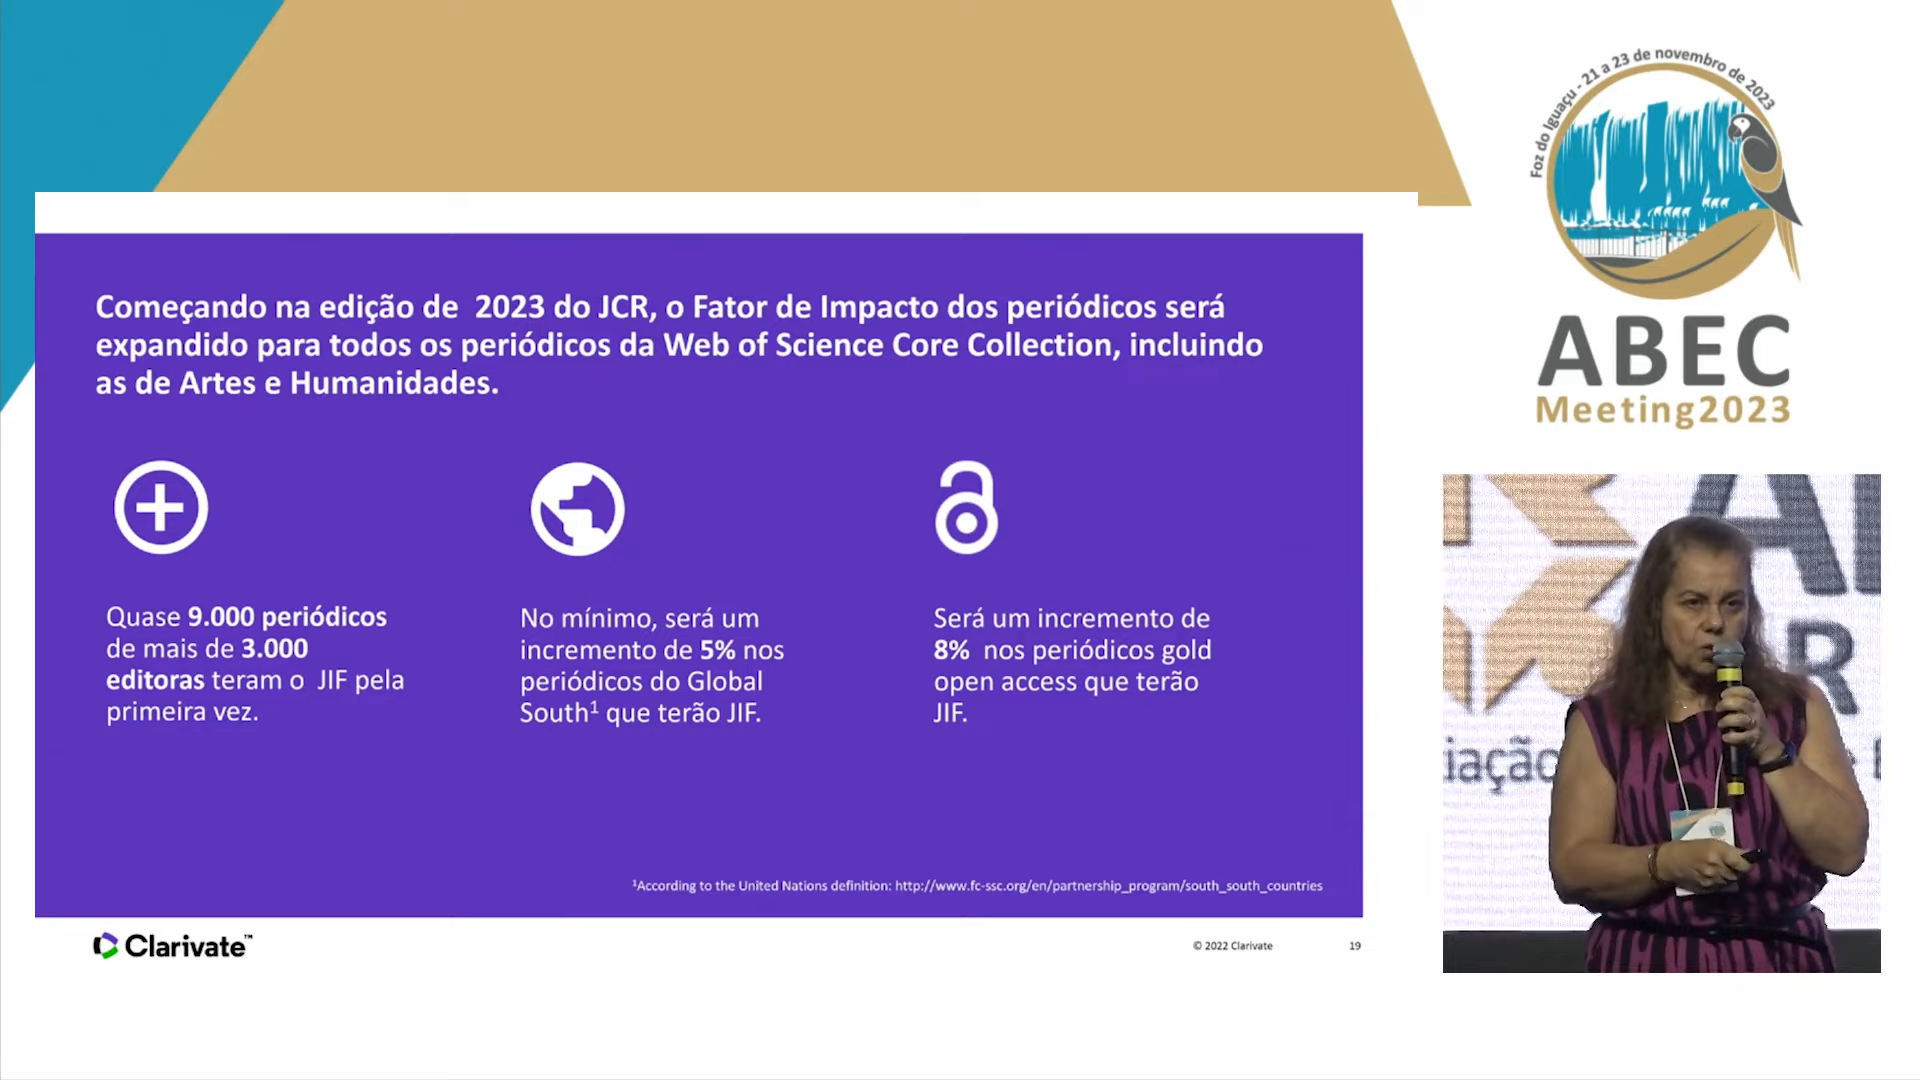 Foz do Iguaçu - 21 a 23 de novembro de 2023
ABEC
Meeting2023
Começando na edição de 2023 do JCR, o Fator de Impacto dos periódicos será
expandido para todos os periódicos da Web of Science Core Collection, incluindo
as de Artes e Humanidades.
Quase 9.000 periódicos
de mais de 3.000
editoras teram o JIF pela
primeira vez.
No mínimo, será um
incremento de 5% nos
periódicos do Global
South¹ que terão JIF.
Será um incremento de
8% nos periódicos gold
open access que terão
JIF.
¹According to the United Nations definition: http://www.fc-ssc.org/en/partnership_program/south_south_countries
Clarivate™
© 2022 Clarivate
19